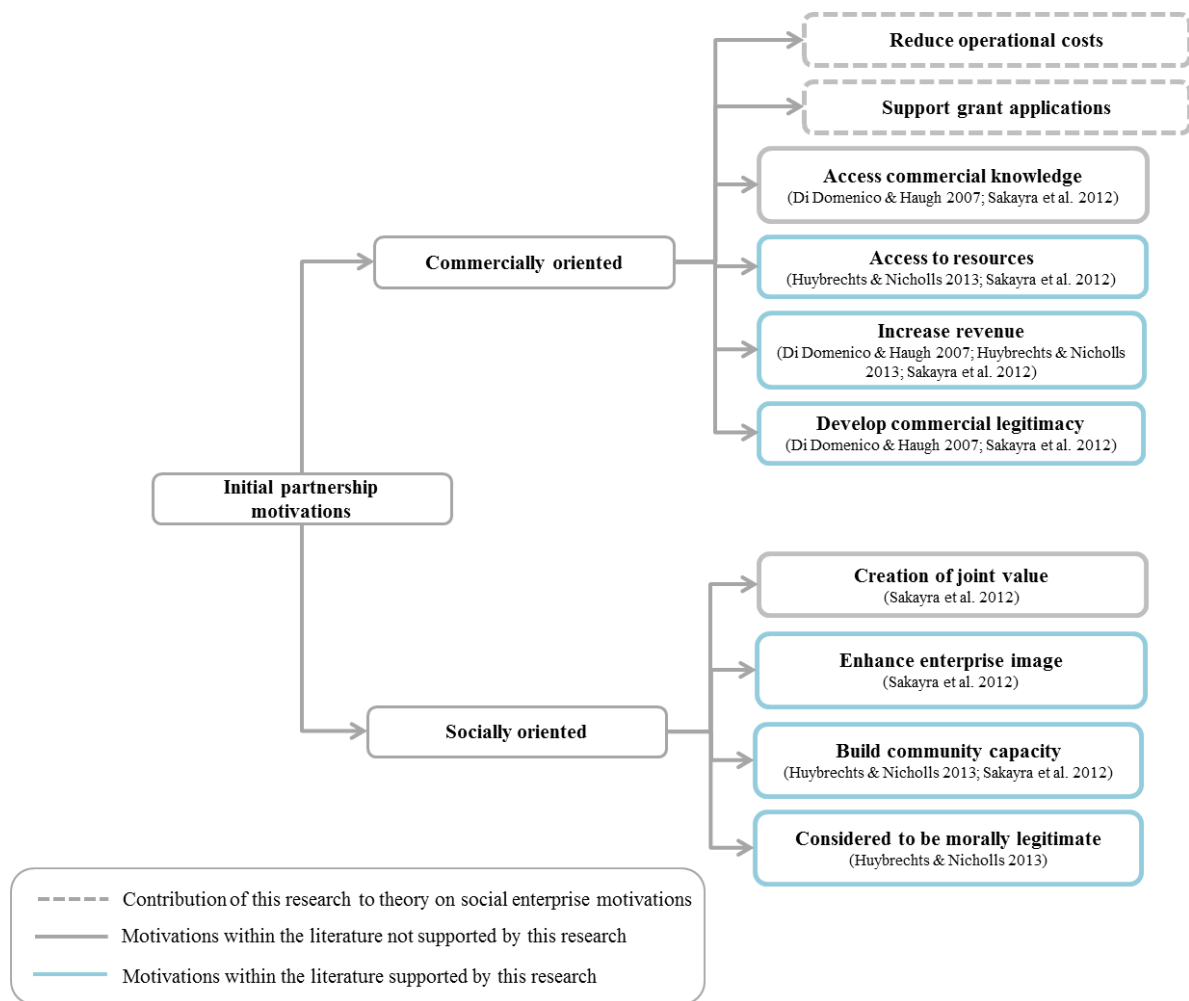 Reduce operational costs
Support grant applications
Access commercial knowledge
(Di Domenico & Haugh 2007; Sakayra et al. 2012)
Commercially oriented
Access to resources
(Huybrechts & Nicholls 2013; Sakayra et al. 2012)
Increase revenue
(Di Domenico & Haugh 2007; Huybrechts & Nicholls
2013; Sakayra et al. 2012)
Develop commercial legitimacy
(Di Domenico & Haugh 2007; Sakayra et al. 2012)
Initial partnership
motivations
Creation of joint value
(Sakayra et al. 2012)
Enhance enterprise image
(Sakayra et al. 2012)
Socially oriented
Build community capacity
(Huybrechts & Nicholls 2013; Sakayra et al. 2012)
Considered to be morally legitimate
(Huybrechts & Nicholls 2013)
Contribution of this research to theory on social enterprise motivations
Motivations within the literature not supported by this research
Motivations within the literature supported by this research